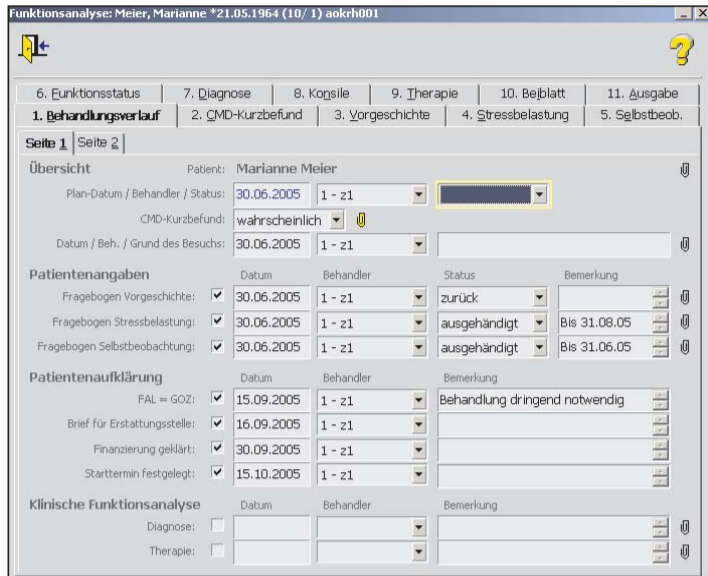 Funktionsanalyse: Meier, Marianne *21.05.1964 (10/ 1) aokrh001
6. Funktionsstatus 7. Diagnose 8. Konsile 9. Therapie 10. Beiblatt 11. Ausgabe
1. Behandlungsverlauf 2. CMD-Kurzbefund 3. Vorgeschichte 4. Stressbelastung 5. Selbstbeob.
Seite 1 Seite 2
Übersicht Patient: Marianne Meier
Plan-Datum / Behandler / Status: 30.06.2005 1 - z1
CMD-Kurzbefund: wahrscheinlich
Datum / Beh. / Grund des Besuchs: 30.06.2005 1 - z1
Patientenangaben Datum Behandler Status Bemerkung
Fragebogen Vorgeschichte: 30.06.2005 1 - z1 zurück
Fragebogen Stressbelastung: 30.06.2005 1 - z1 ausgehändigt Bis 31.08.05
Fragebogen Selbstbeobachtung: 30.06.2005 1 - z1 ausgehändigt Bis 31.06.05
Patientenaufklärung Datum Behandler Bemerkung
FAL = GOZ: 15.09.2005 1 - z1 Behandlung dringend notwendig
Brief für Erstattungsstelle: 16.09.2005 1 - z1
Finanzierung geklärt: 30.09.2005 1 - z1
Starttermin festgelegt: 15.10.2005 1 - z1
Klinische Funktionsanalyse Datum Behandler Bemerkung
Diagnose:
Therapie: